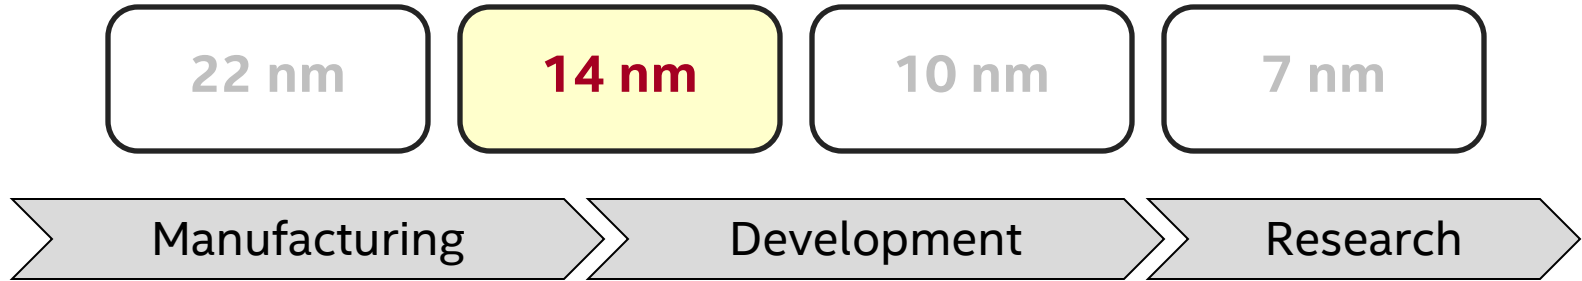 22 nm 14 nm 10 nm 7 nm
Manufacturing Development Research